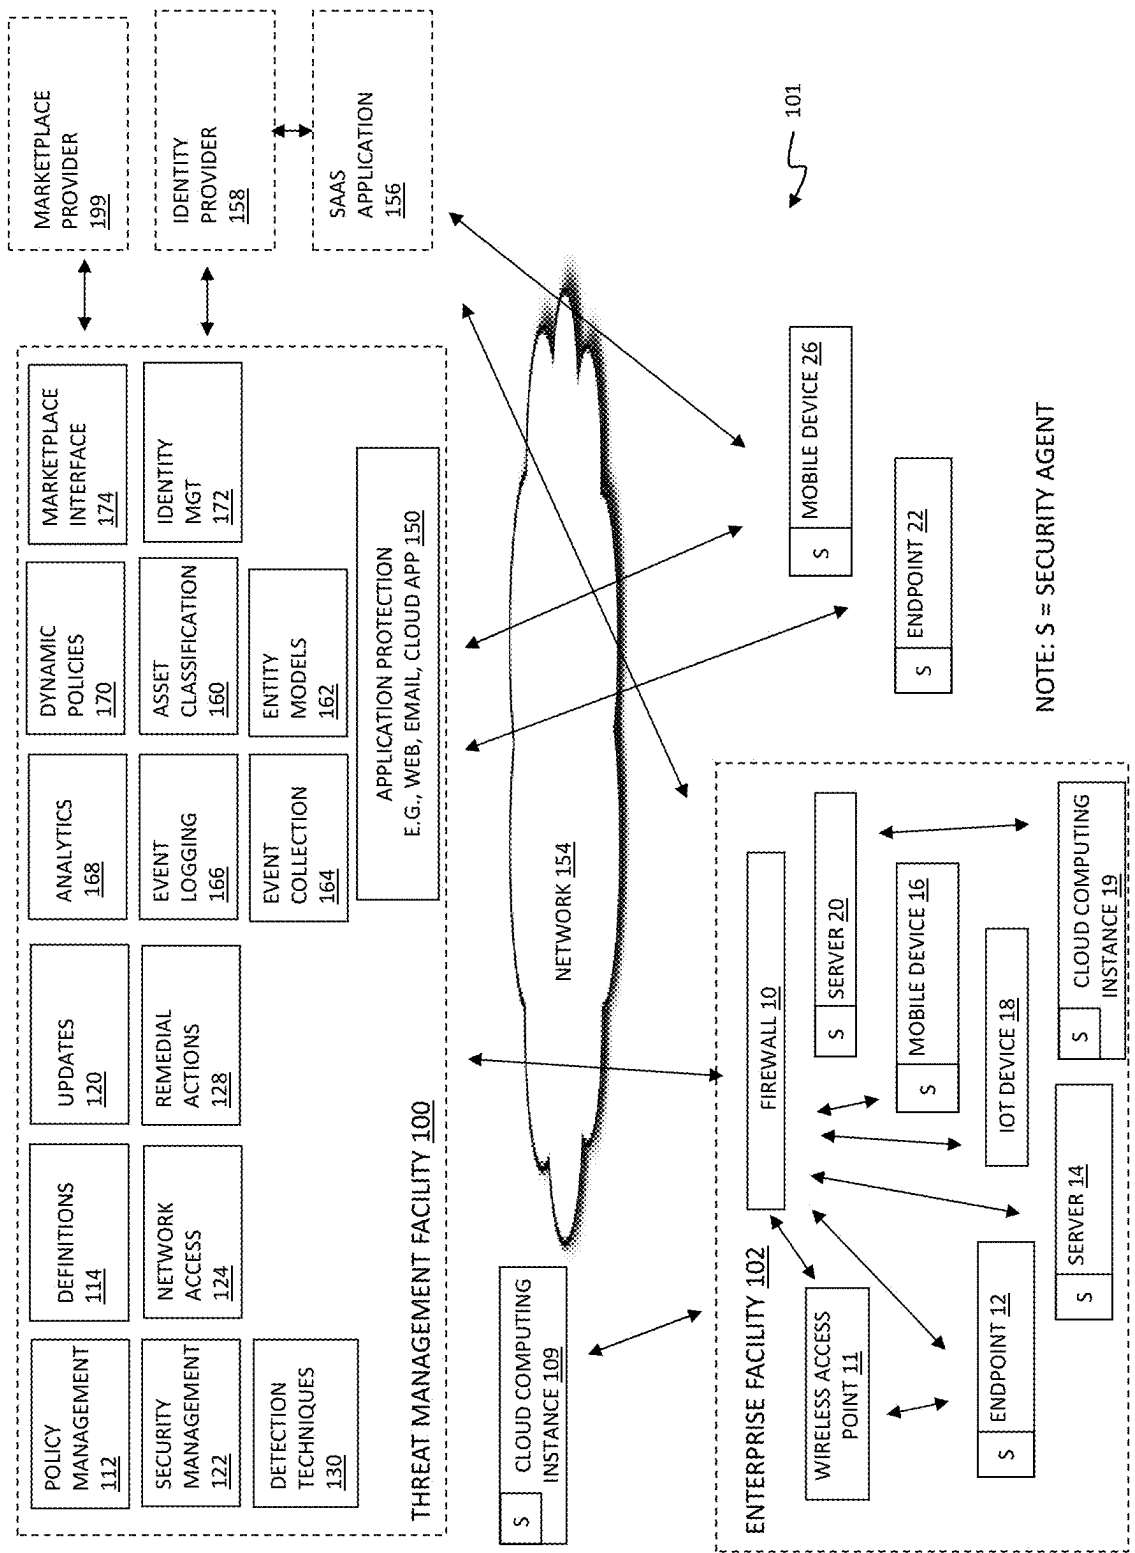 POLICY
MANAGEMENT
112
DEFINITIONS
114
UPDATES
120
ANALYTICS
168
DYNAMIC
POLICIES
170
MARKETPLACE
INTERFACE
174
MARKETPLACE
PROVIDER
199
SECURITY
MANAGEMENT
122
NETWORK
ACCESS
124
REMEDIAL
ACTIONS
128
EVENT
LOGGING
166
ASSET
CLASSIFICATION
160
IDENTITY
MGT
172
IDENTITY
PROVIDER
158
DETECTION
TECHNIQUES
130
EVENT
COLLECTION
164
ENTITY
MODELS
162
SAAS
APPLICATION
156
APPLICATION PROTECTION
E.G., WEB, EMAIL, CLOUD APP 150
THREAT MANAGEMENT FACILITY 100
S
CLOUD COMPUTING
INSTANCE 109
NETWORK 154
101
ENTERPRISE FACILITY 102
FIREWALL 10
WIRELESS ACCESS
POINT 11
S
SERVER 20
S
MOBILE DEVICE 16
IOT DEVICE 18
S
ENDPOINT 12
S
SERVER 14
S
CLOUD COMPUTING
INSTANCE 19
S
MOBILE DEVICE 26
S
ENDPOINT 22
NOTE: S = SECURITY AGENT